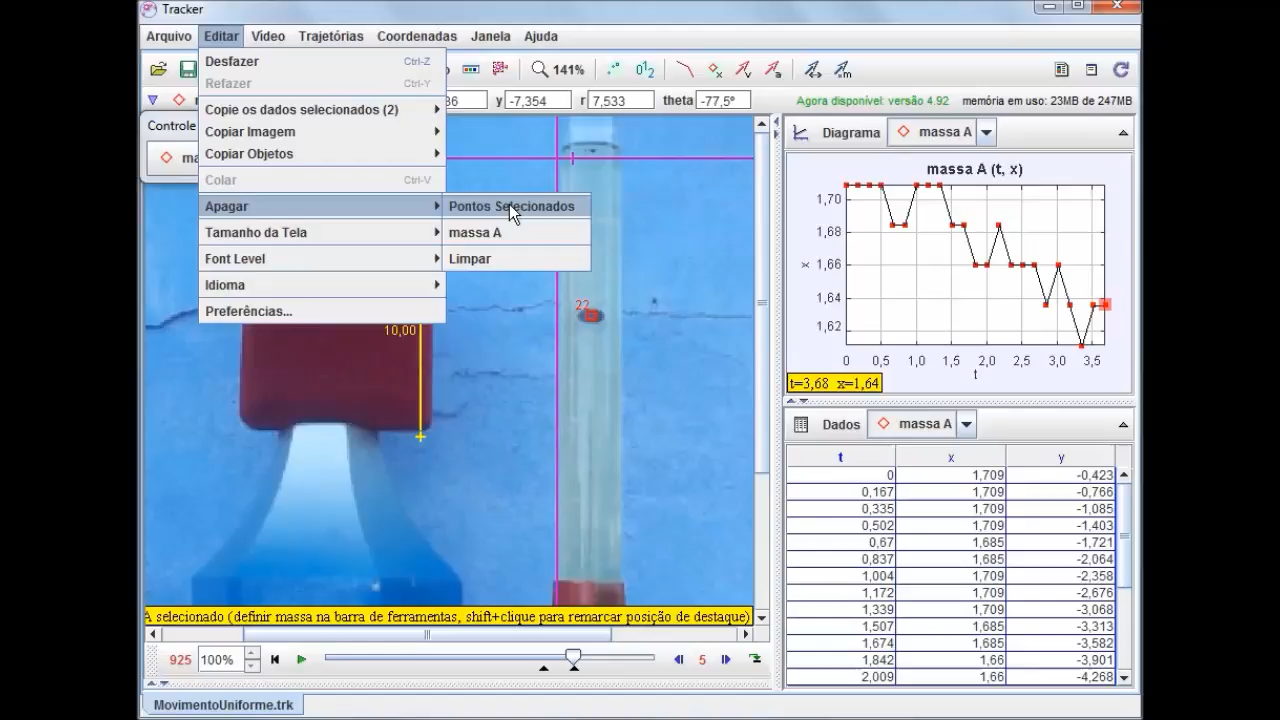 Tracker
Arquivo Editar Vídeo Trajetórias Coordenadas Janela Ajuda
Desfazer Ctrl-Z
Refazer Ctrl-Y
Copie os dados selecionados (2)
Copiar Imagem
Copiar Objetos
Colar Ctrl-V
Apagar
Tamanho da Tela
Font Level
Idioma
Preferências...
Pontos Selecionados
massa A
Limpar
141%
y -7,354 r 7,533 theta -77,5°
Agora disponível: versão 4.92 memória em uso: 23MB de 247MB
Controle
22
10,00
A selecionado (definir massa na barra de ferramentas, shift+clique para remarcar posição de destaque)
925 100% 5
MovimentoUniforme.trk
Diagrama massa A
massa A (t, x)
1,70
1,68
1,66
1,64
1,62
x
0 0,5 1,0 1,5 2,0 2,5 3,0 3,5
t
t=3,68 x=1,64
Dados massa A
t x y
0 1,709 -0,423
0,167 1,709 -0,766
0,335 1,709 -1,085
0,502 1,709 -1,403
0,67 1,685 -1,721
0,837 1,685 -2,064
1,004 1,709 -2,358
1,172 1,709 -2,676
1,339 1,709 -3,068
1,507 1,685 -3,313
1,674 1,685 -3,582
1,842 1,66 -3,901
2,009 1,66 -4,268